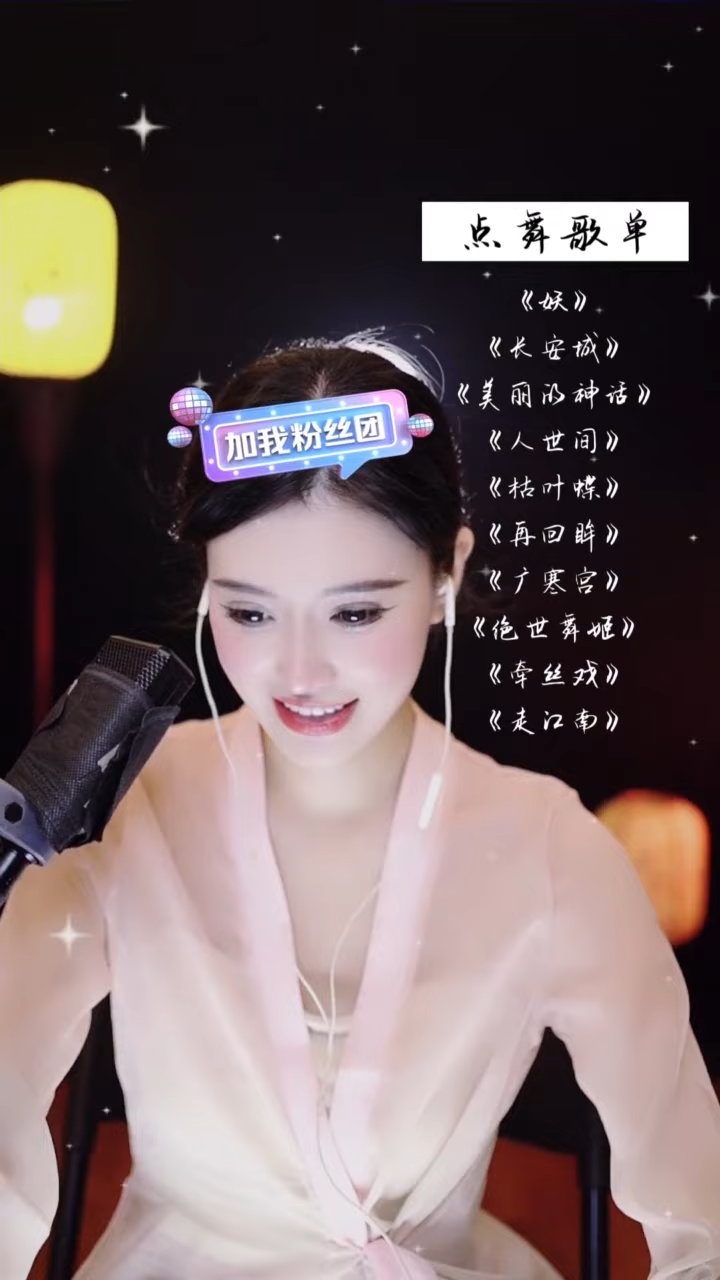 点舞歌单
《妖》
《长安城》
《美丽的神话》
《人世间》
加我粉丝团
《枯叶蝶》
《再回眸》
《广寒宫》
《绝世舞姬》
《牵丝戏》
《走江南》